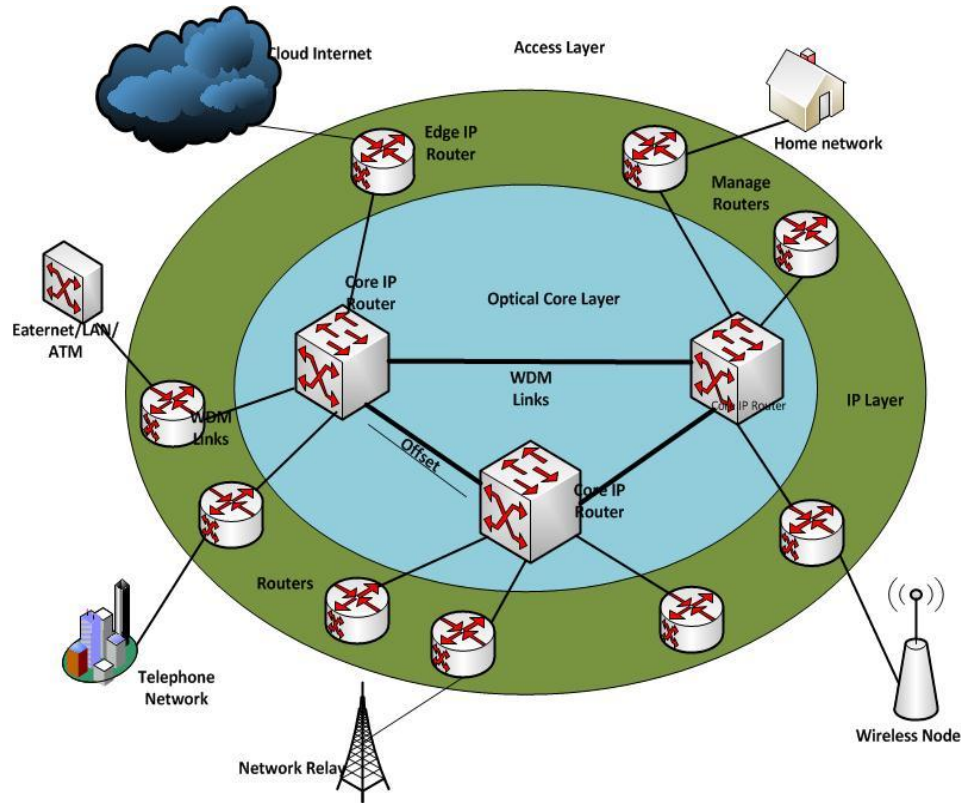 Cloud Internet
Access Layer
Edge IP
Router
Home network
Manage
Routers
Core IP
Router
Optical Core Layer
Eaternet/LAN/
ATM
WDM
Links
Core IP Router
IP Layer
WDM
Links
Offset
Core IP
Router
Routers
Telephone
Network
Wireless Node
Network Relay